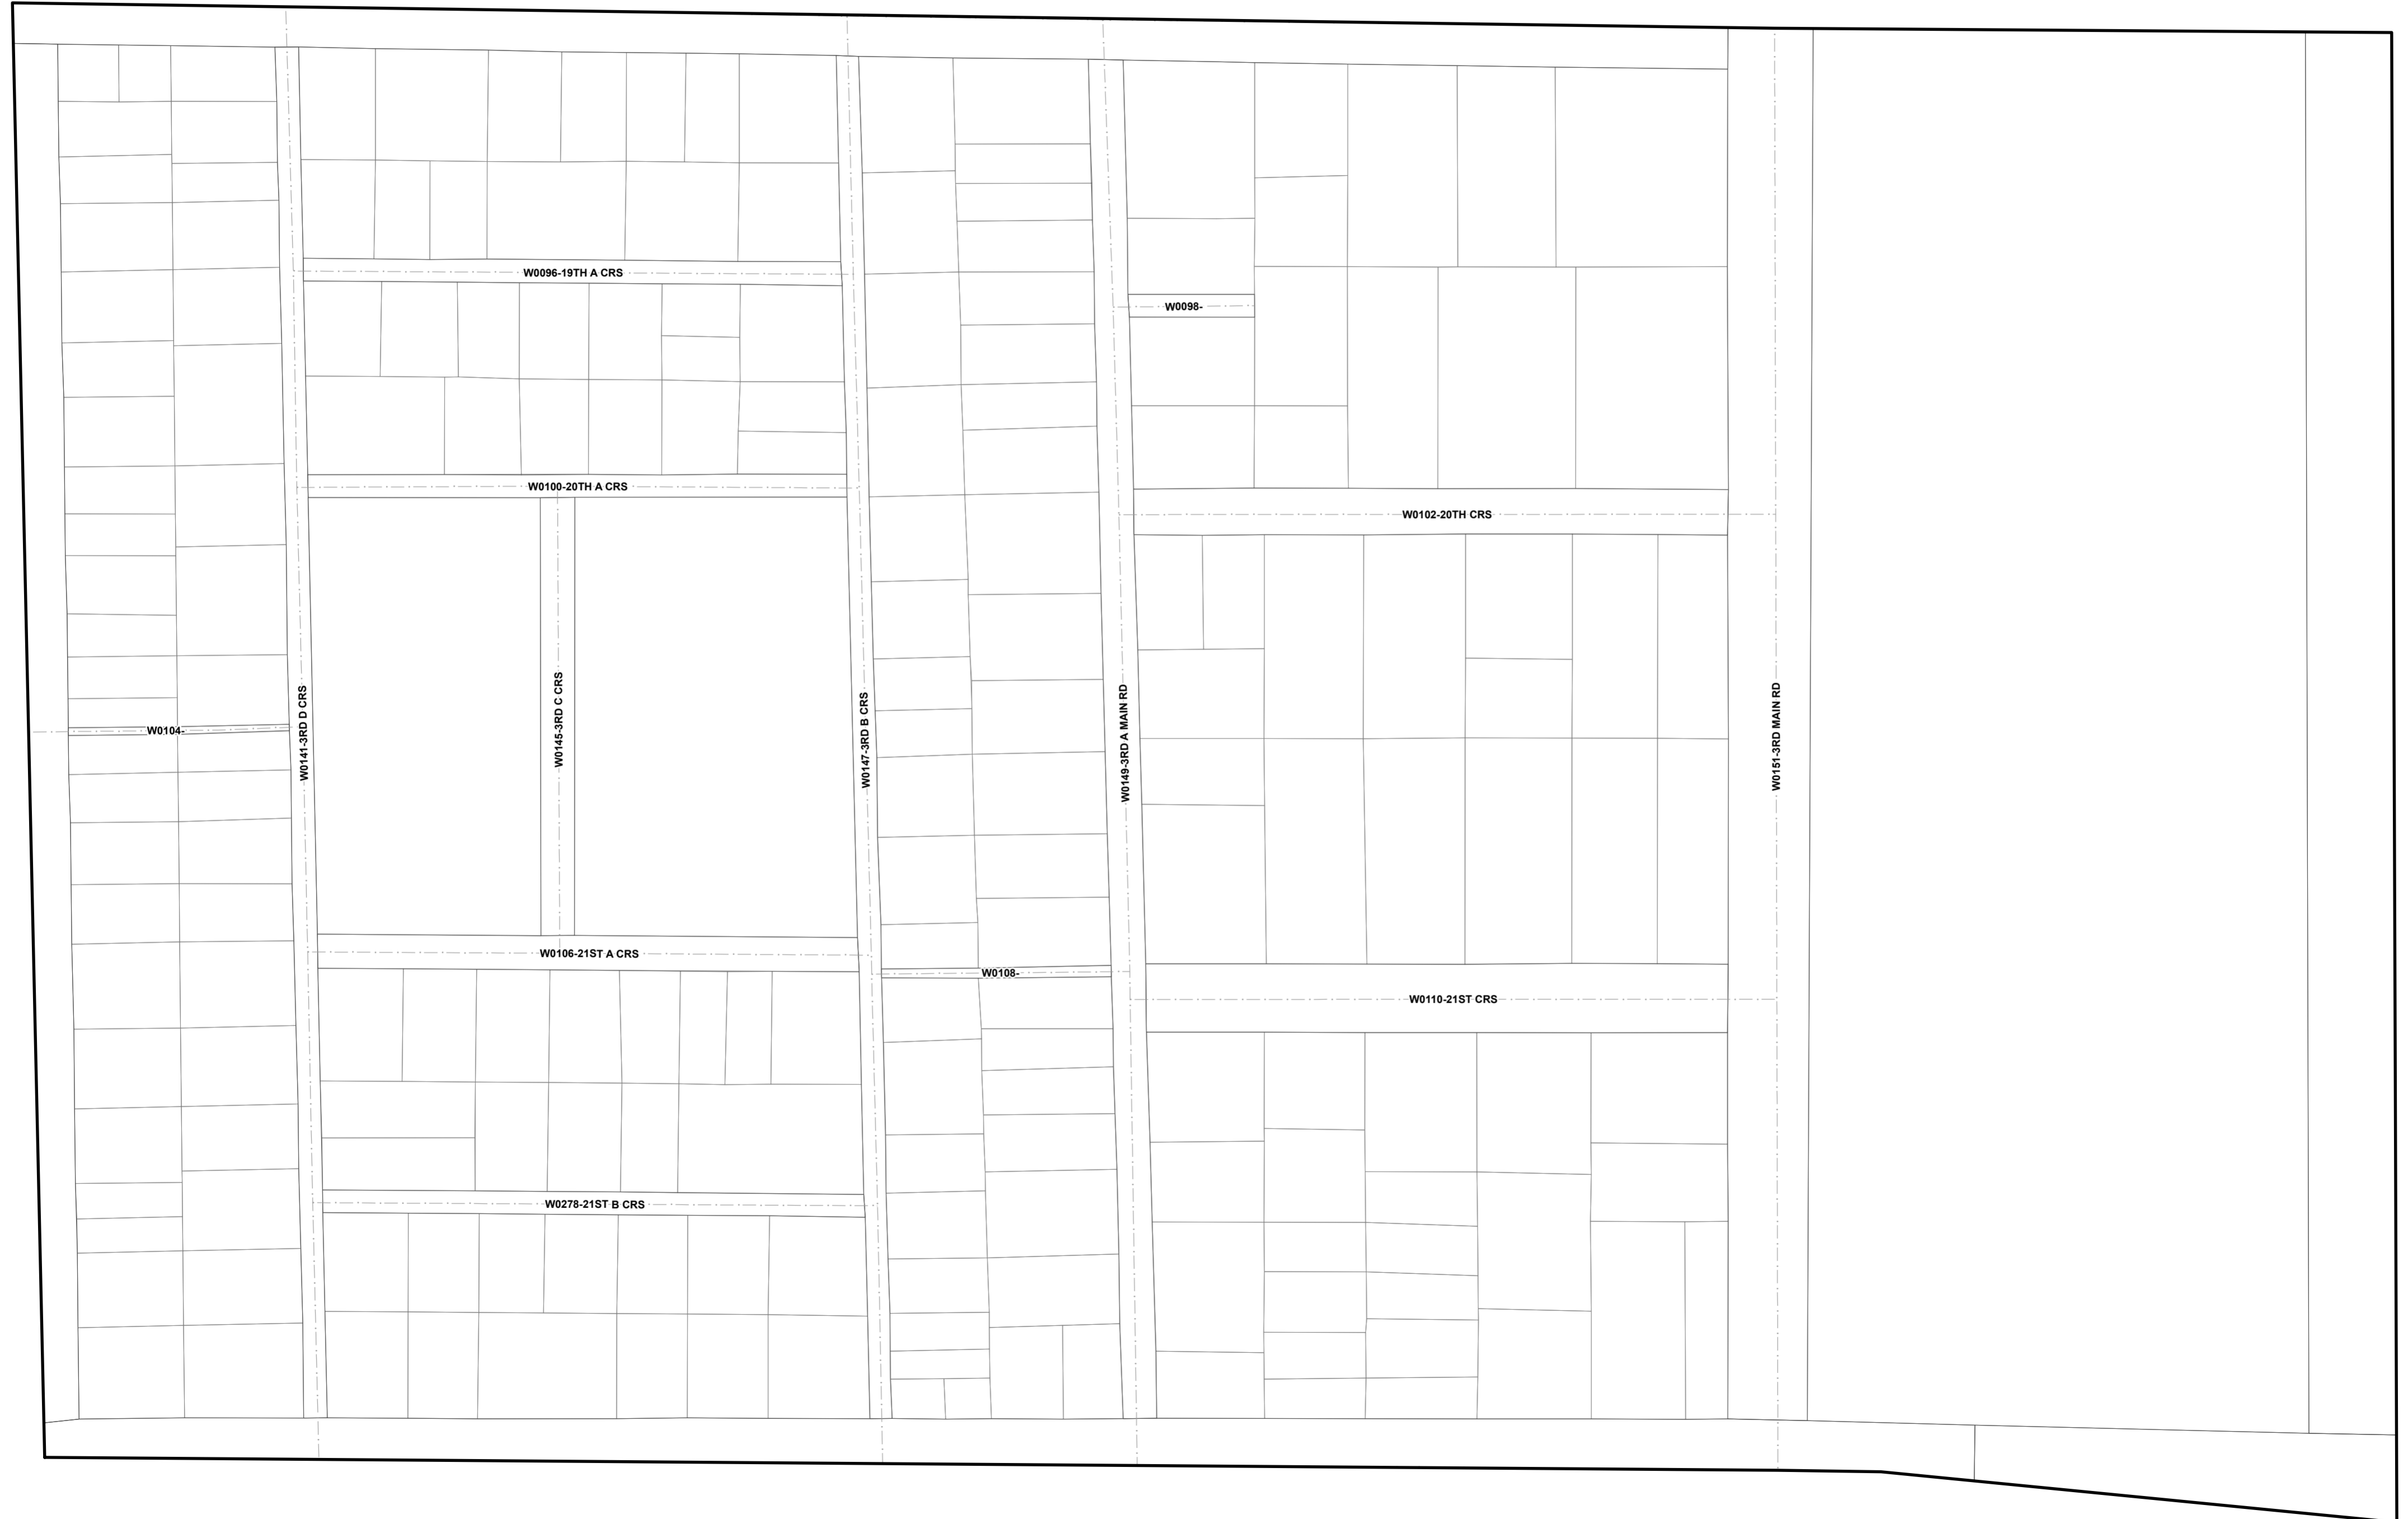 W0096-19TH A CRS
W0098-
W0100-20TH A CRS
W0102-20TH CRS
W0104-
W0141-3RD D CRS
W0145-3RD C CRS
W0147-3RD B CRS
W0149-3RD A MAIN RD
W0151-3RD MAIN RD
W0106-21ST A CRS
W0108-
W0110-21ST CRS
W0278-21ST B CRS